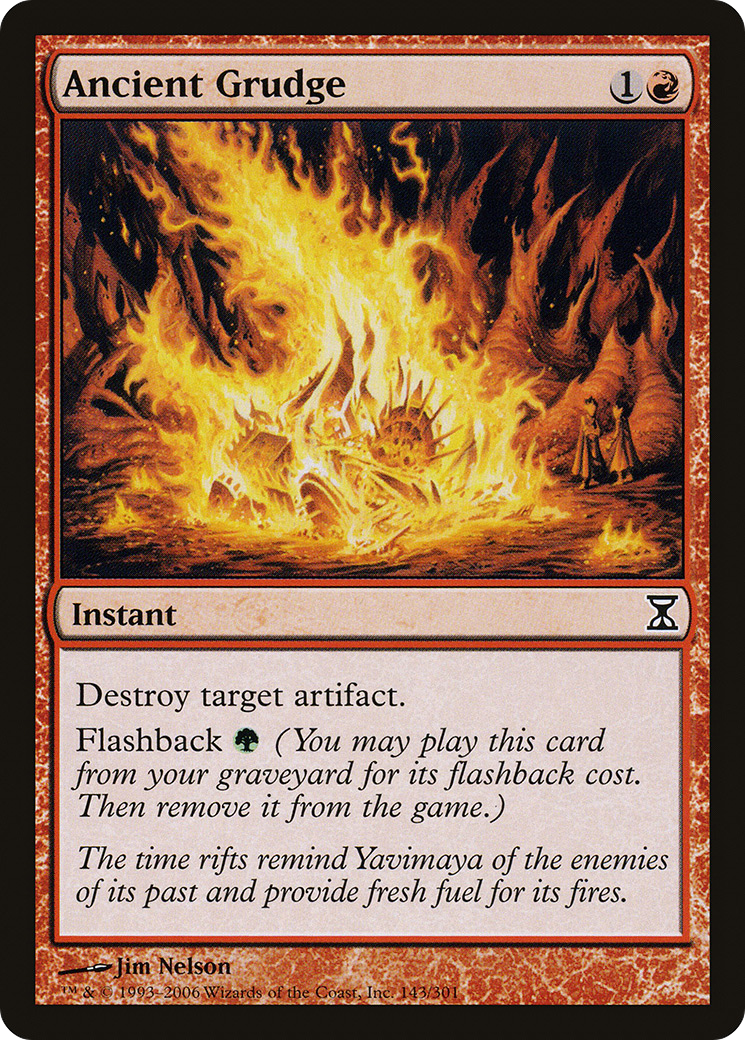 Ancient Grudge 1
Instant
Destroy target artifact.
Flashback (You may play this card
from your graveyard for its flashback cost.
Then remove it from the game.)
The time rifts remind Yavimaya of the enemies
of its past and provide fresh fuel for its fires.
Jim Nelson
™ & © 1993–2006 Wizards of the Coast, Inc. 143/301